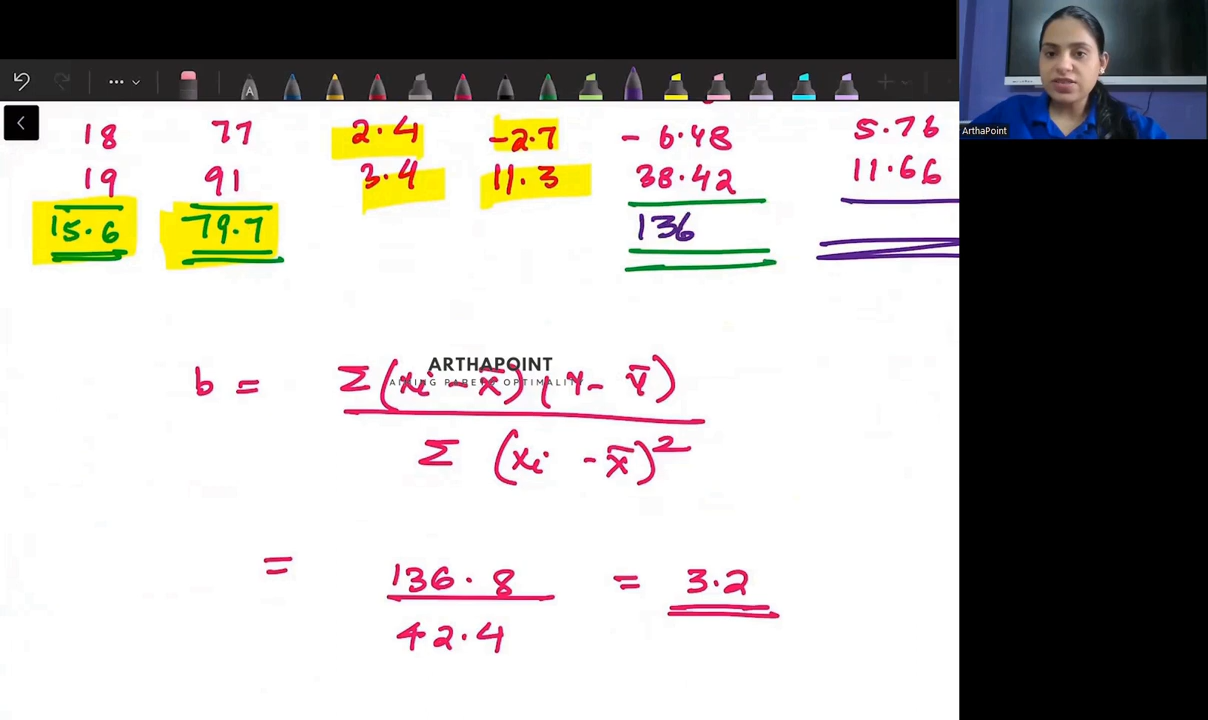 ArthaPoint
18 77 2.4 -2.7 - 6.48 5.76
19 91 3.4 11.3 38.42 11.66
15.6 79.7 136
ARTHAPOINT
b = Σ(xi - x̄)(Y - Ȳ)
Σ (xi - x̄)2
= 136.8 = 3.2
42.4